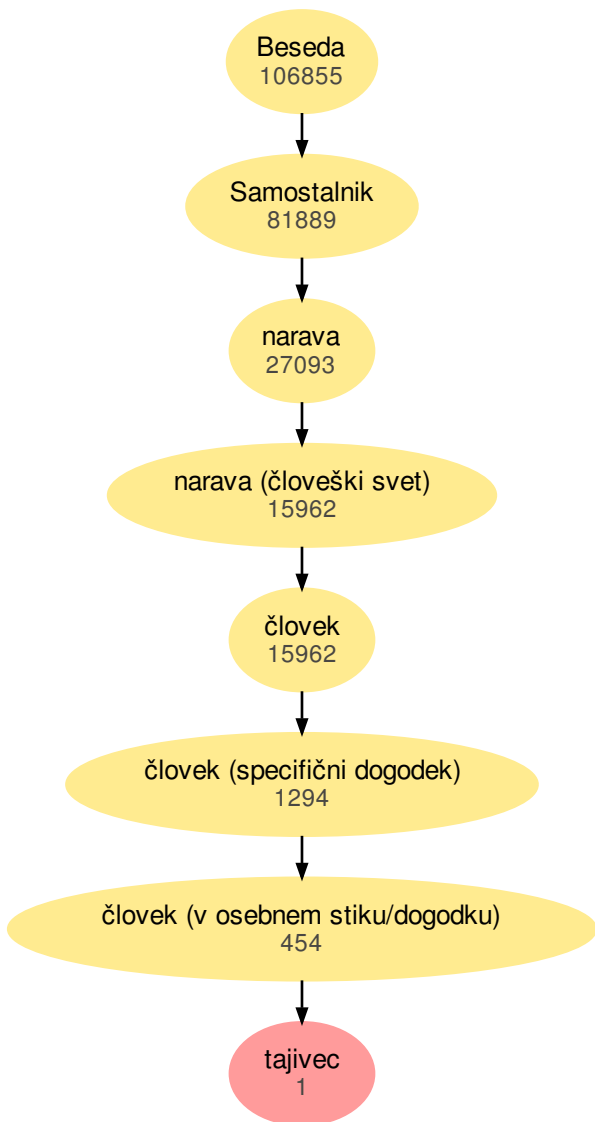 Beseda
106855
Samostalnik
81889
narava
27093
narava (človeški svet)
15962
človek
15962
človek (specifični dogodek)
1294
človek (v osebnem stiku/dogodku)
454
tajivec
1